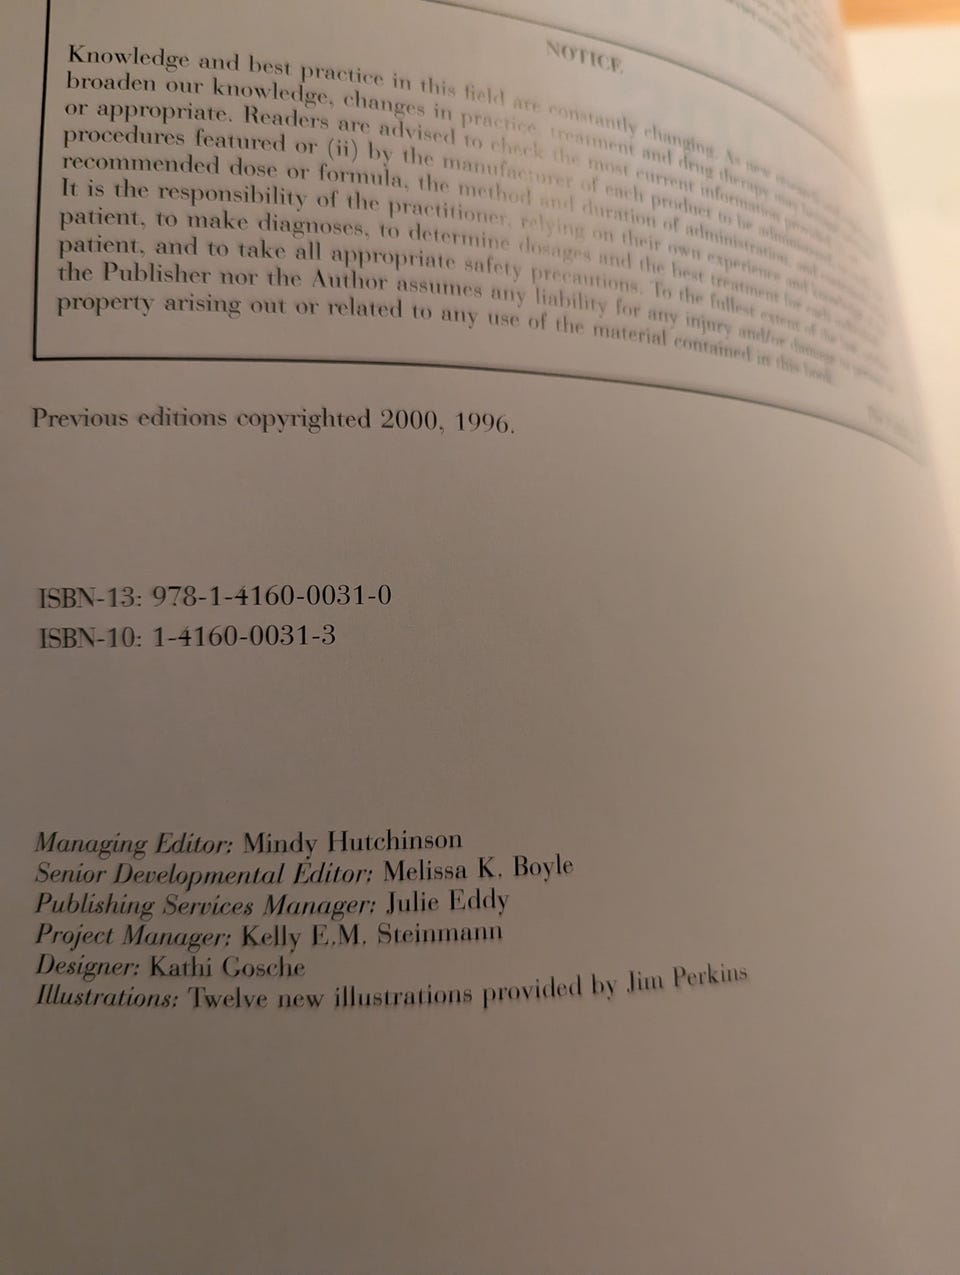 NOTICE
Knowledge and best practice in this field are constantly changing. As new
broaden our knowledge, changes in practice, treatment and drug therapy may
or appropriate. Readers are advised to check the most current information
procedures featured or (ii) by the manufacturer of each product to be administered,
recommended dose or formula, the method and duration of administration, and
It is the responsibility of the practitioner, relying on their own experience and
patient, to make diagnoses, to determine dosages and the best treatment for each
patient, and to take all appropriate safety precautions. To the fullest extent of the
the Publisher nor the Author assumes any liability for any injury and/or damage to
property arising out or related to any use of the material contained in this book.
Previous editions copyrighted 2000, 1996.
ISBN-13: 978-1-4160-0031-0
ISBN-10: 1-4160-0031-3
Managing Editor: Mindy Hutchinson
Senior Developmental Editor: Melissa K. Boyle
Publishing Services Manager: Julie Eddy
Project Manager: Kelly E.M. Steinmann
Designer: Kathi Gosche
Illustrations: Twelve new illustrations provided by Jim Perkins